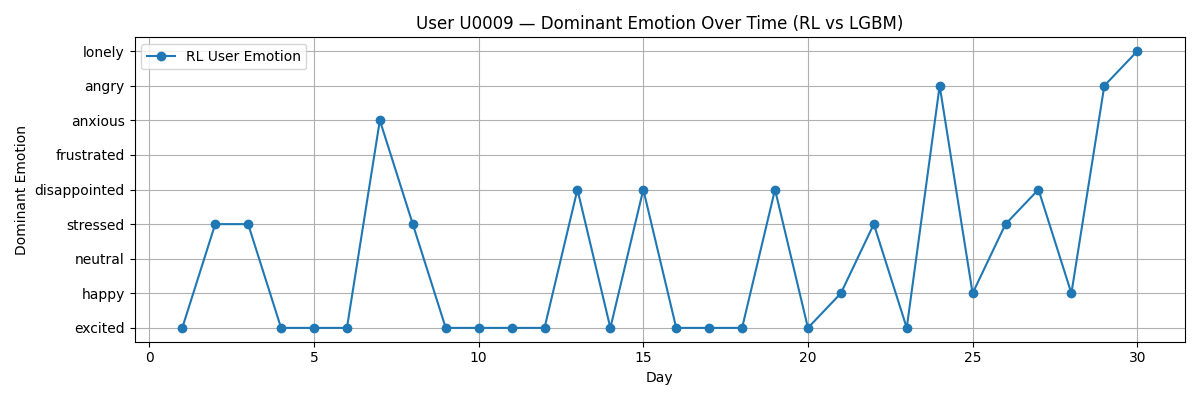 User U0009 — Dominant Emotion Over Time (RL vs LGBM)
RL User Emotion
Dominant Emotion
lonely
angry
anxious
frustrated
disappointed
stressed
neutral
happy
excited
0 5 10 15 20 25 30
Day